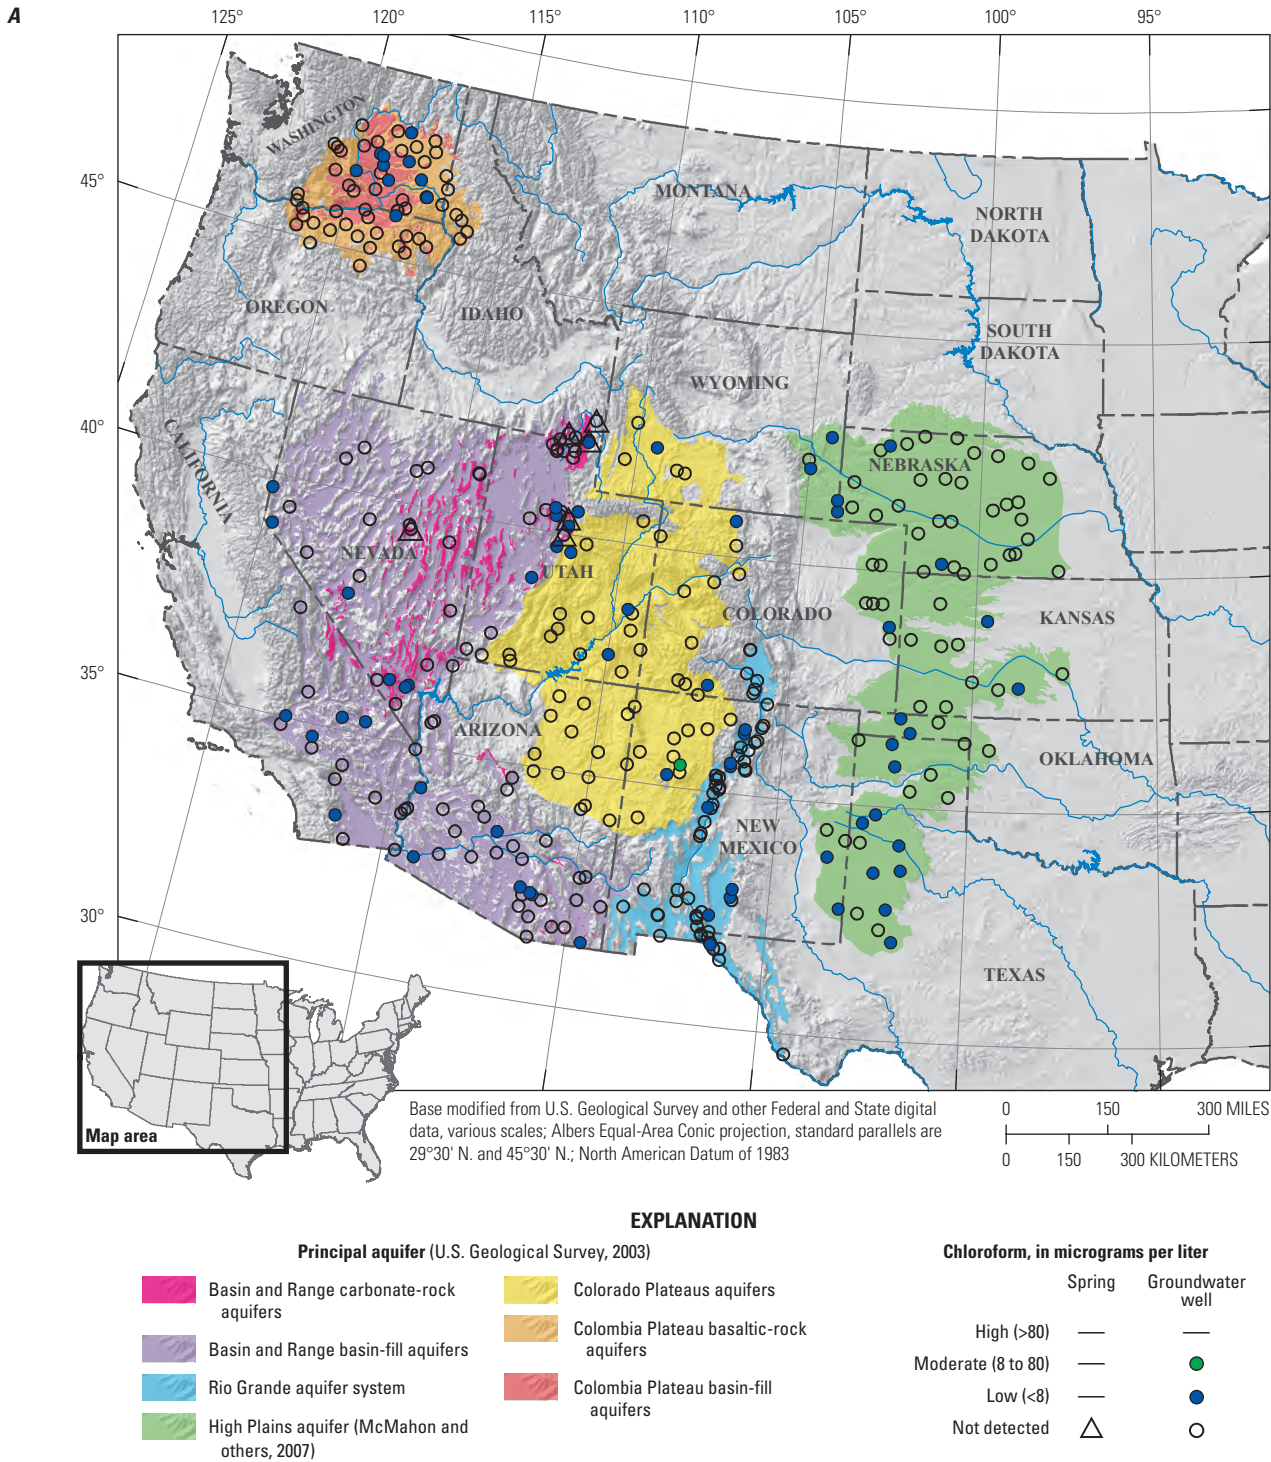 A
125°
120°
115°
110°
105°
100°
95°
45°
40°
35°
30°
WASHINGTON
MONTANA
NORTH
DAKOTA
OREGON
IDAHO
SOUTH
DAKOTA
WYOMING
CALIFORNIA
NEBRASKA
NEVADA
UTAH
COLORADO
KANSAS
ARIZONA
OKLAHOMA
NEW
MEXICO
TEXAS
Map area
Base modified from U.S. Geological Survey and other Federal and State digital
data, various scales; Albers Equal-Area Conic projection, standard parallels are
29°30' N. and 45°30' N.; North American Datum of 1983
0 150 300 MILES
0 150 300 KILOMETERS
EXPLANATION
Principal aquifer (U.S. Geological Survey, 2003)
Basin and Range carbonate-rock
aquifers
Basin and Range basin-fill aquifers
Rio Grande aquifer system
High Plains aquifer (McMahon and
others, 2007)
Colorado Plateaus aquifers
Colombia Plateau basaltic-rock
aquifers
Colombia Plateau basin-fill
aquifers
Chloroform, in micrograms per liter
Spring
Groundwater
well
High (>80) — —
Moderate (8 to 80) —
Low (<8) —
Not detected